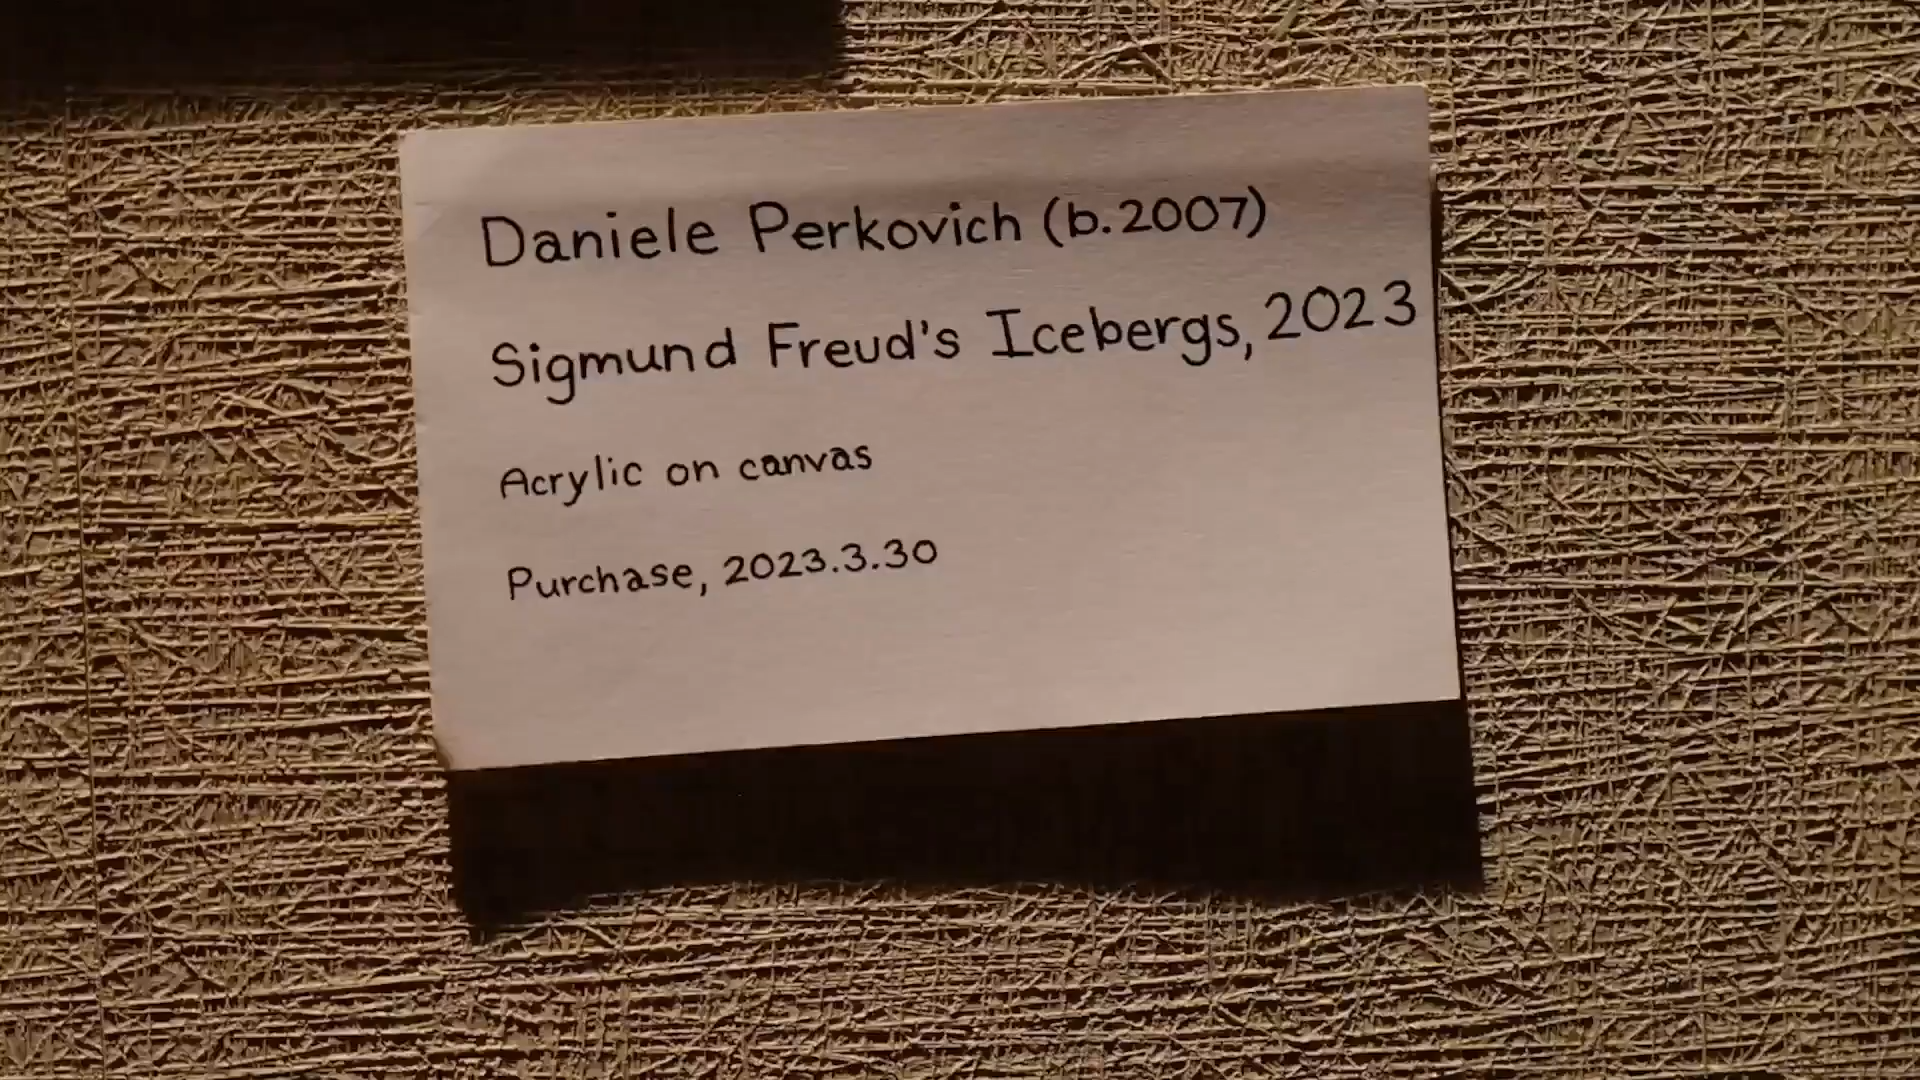 Daniele Perkovich (b.2007)
Sigmund Freud's Icebergs, 2023
Acrylic on canvas
Purchase, 2023.3.30